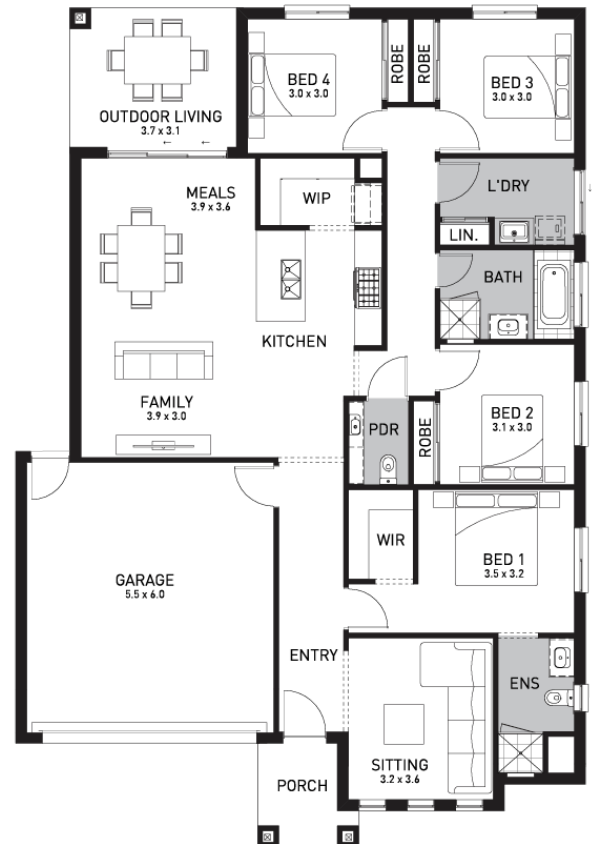 BED 4
3.0 x 3.0
ROBE
ROBE
BED 3
3.0 x 3.0
OUTDOOR LIVING
3.7 x 3.1
MEALS
3.9 x 3.6
WIP
L'DRY
LIN.
BATH
KITCHEN
FAMILY
3.9 x 3.0
PDR
ROBE
BED 2
3.1 x 3.0
WIR
BED 1
3.5 x 3.2
GARAGE
5.5 x 6.0
ENTRY
ENS
SITTING
3.2 x 3.6
PORCH